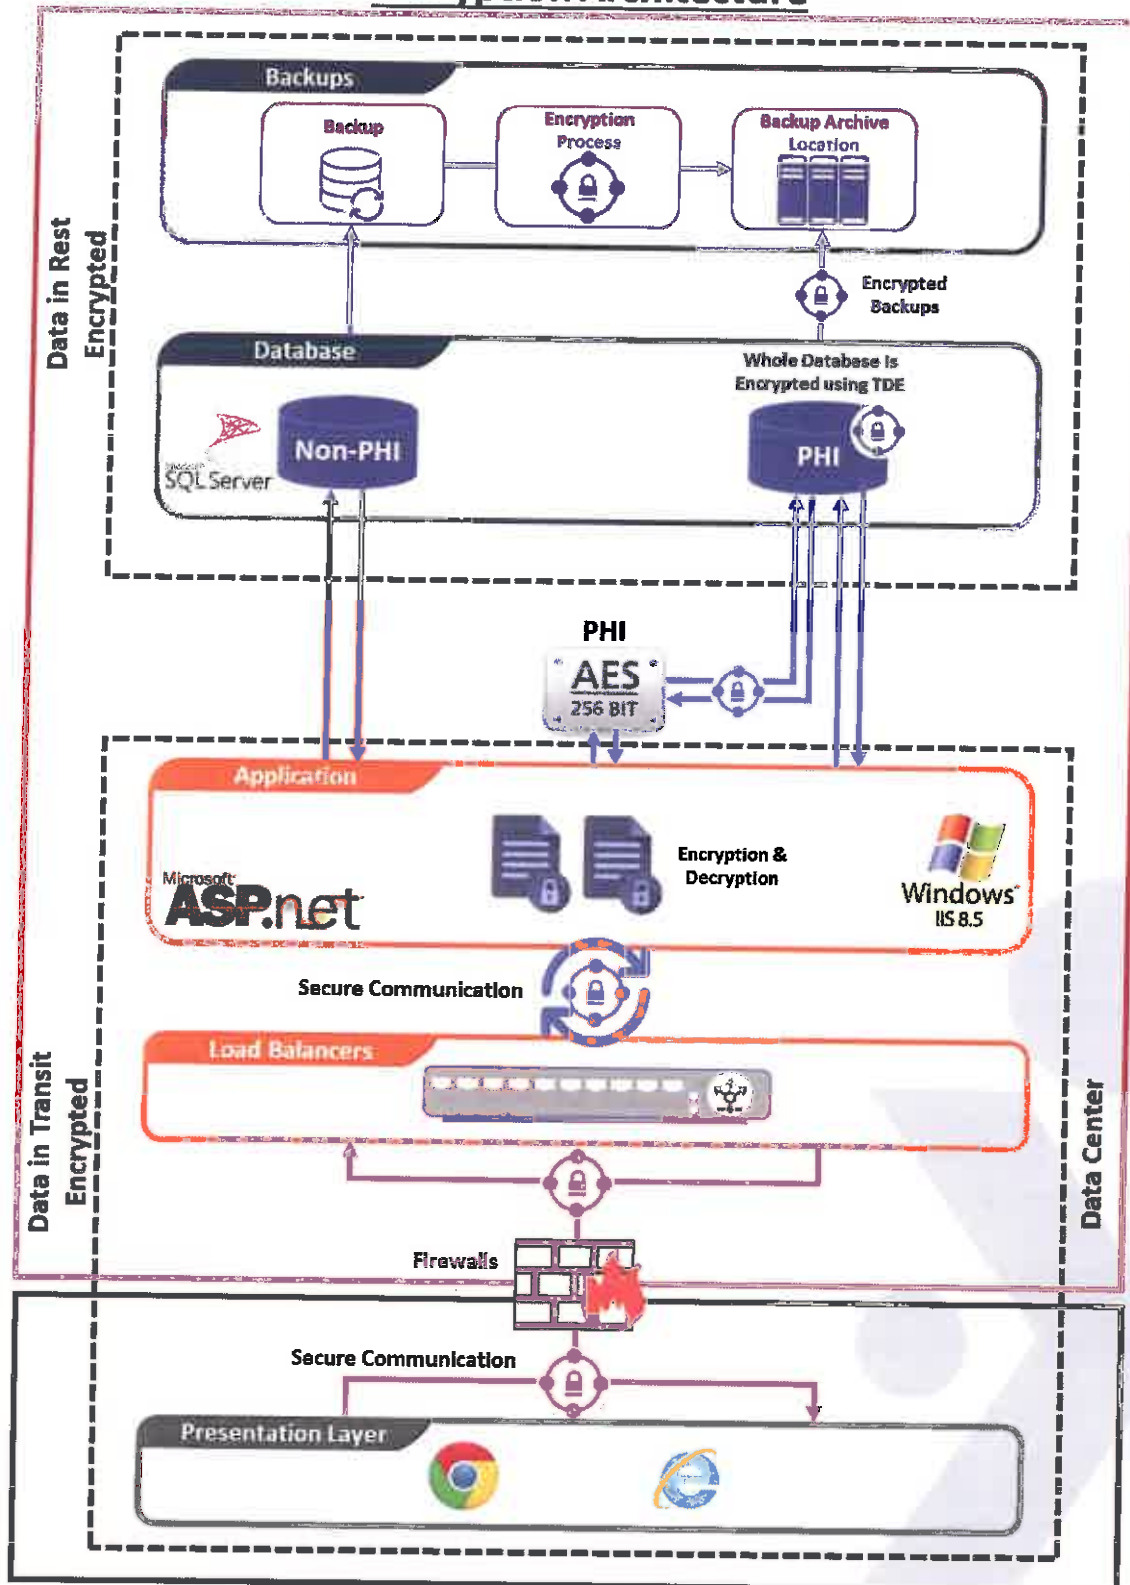 Architecture
Backups
Backup
Encryption
Process
Backup Archive
Location
Data in Rest
Encrypted
Encrypted
Backups
Database
Whole Database is
Encrypted using TDE
SQL Server
Non-PHI
PHI
PHI
AES
256 BIT
Application
Microsoft
ASP.net
Encryption &
Decryption
Windows
IIS 8.5
Secure Communication
Load Balancers
Data in Transit
Encrypted
Data Center
Firewalls
Secure Communication
Presentation Layer